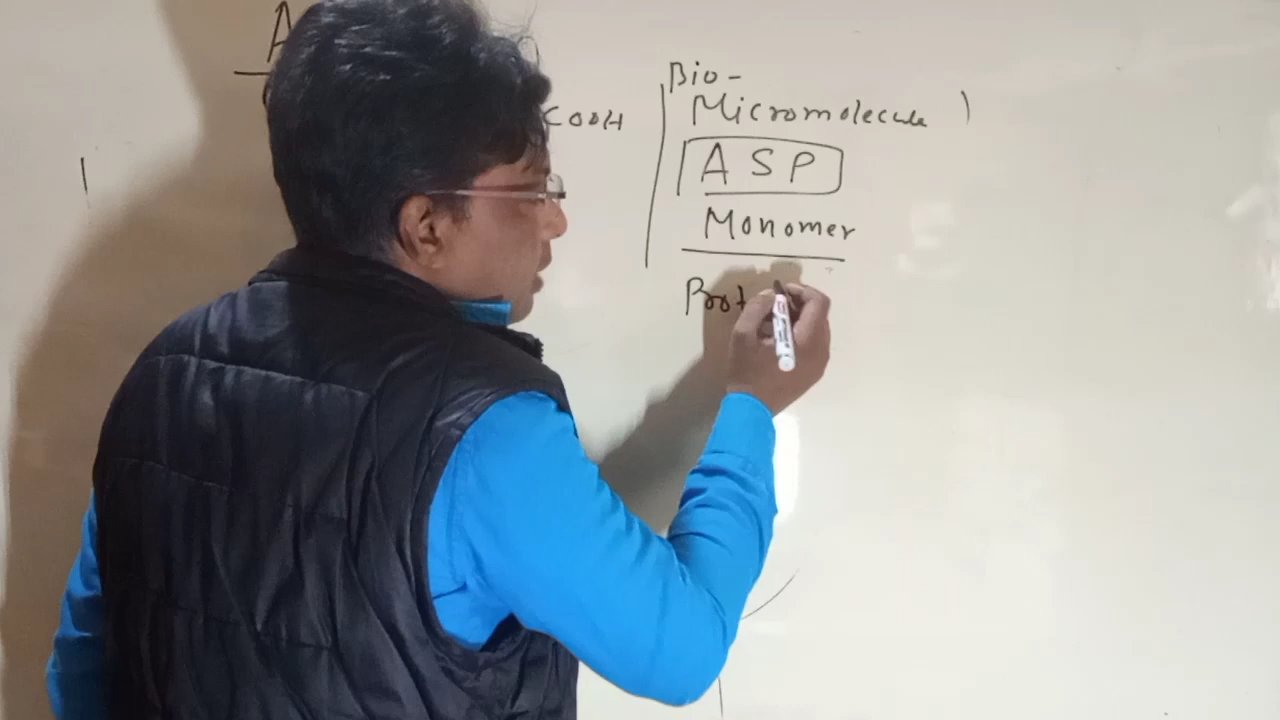 A
COOH
Bio-
Micromolecule )
ASP
Monomer
Prot